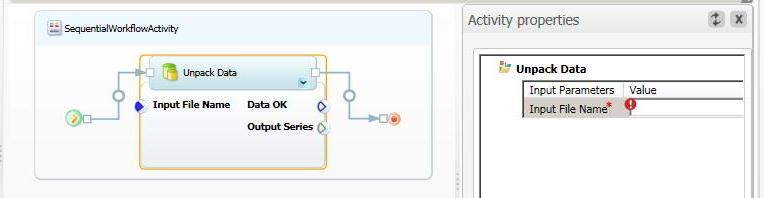 SequentialWorkflowActivity
Unpack Data
Input File Name Data OK
Output Series
Activity properties
Unpack Data
Input Parameters Value
Input File Name*